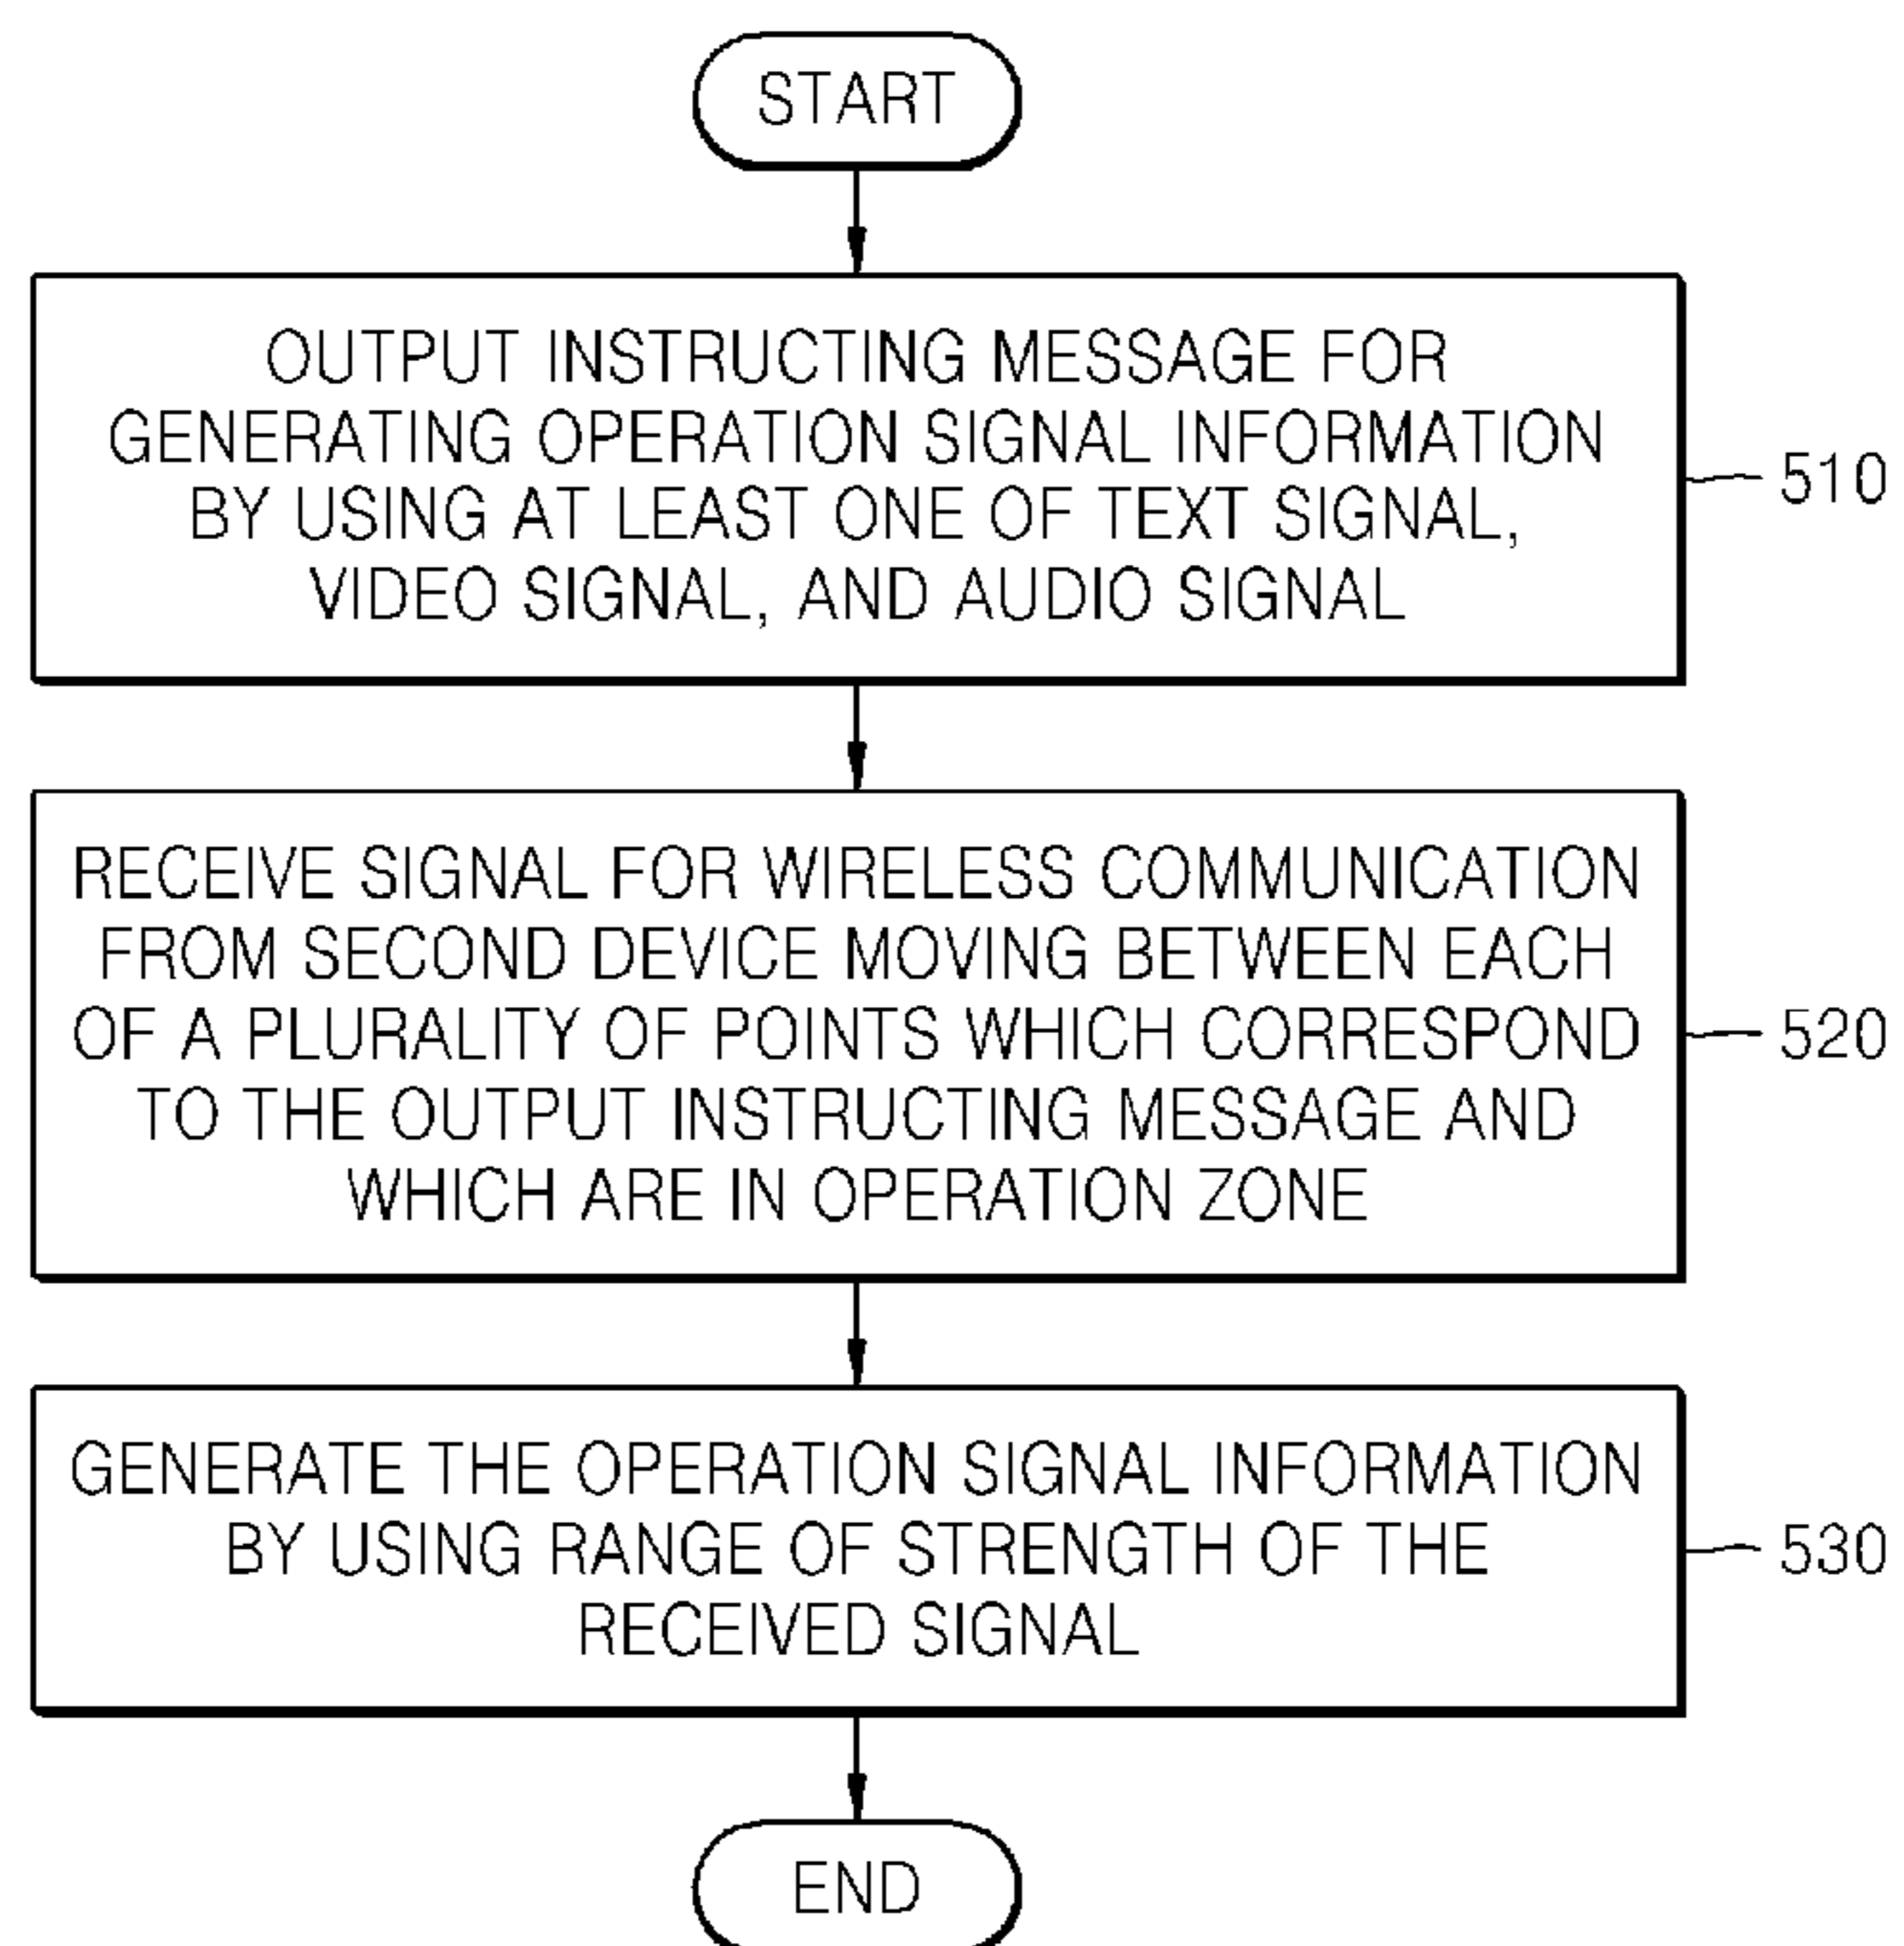 START
OUTPUT INSTRUCTING MESSAGE FOR
GENERATING OPERATION SIGNAL INFORMATION
BY USING AT LEAST ONE OF TEXT SIGNAL,
VIDEO SIGNAL, AND AUDIO SIGNAL
510
RECEIVE SIGNAL FOR WIRELESS COMMUNICATION
FROM SECOND DEVICE MOVING BETWEEN EACH
OF A PLURALITY OF POINTS WHICH CORRESPOND
TO THE OUTPUT INSTRUCTING MESSAGE AND
WHICH ARE IN OPERATION ZONE
520
GENERATE THE OPERATION SIGNAL INFORMATION
BY USING RANGE OF STRENGTH OF THE
RECEIVED SIGNAL
530
END